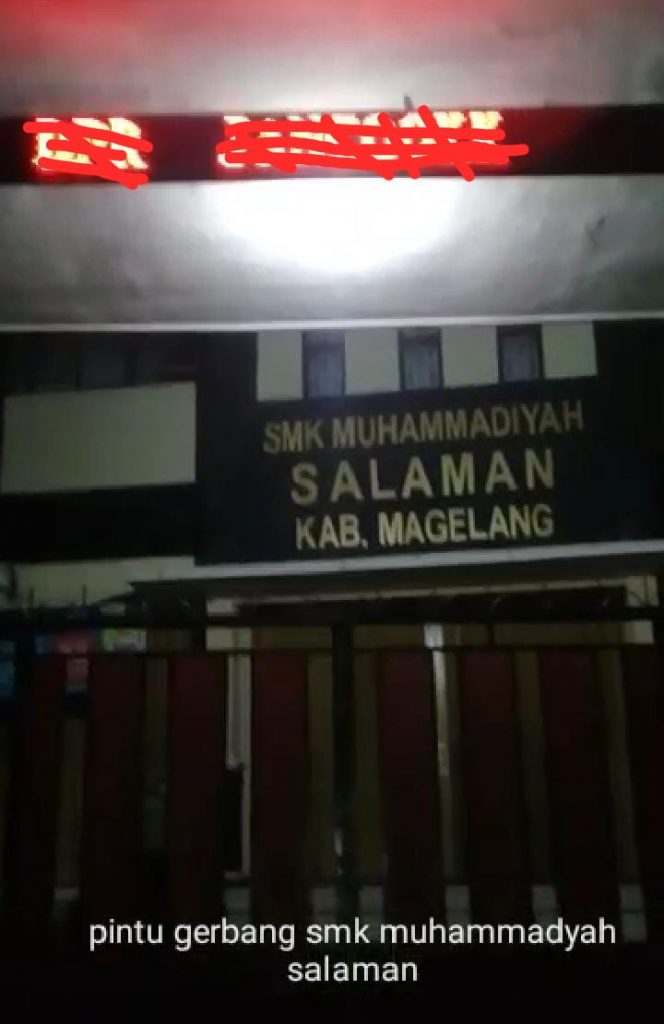 SMK MUHAMMADIYAH
SALAMAN
KAB. MAGELANG
pintu gerbang smk muhammadyah
salaman